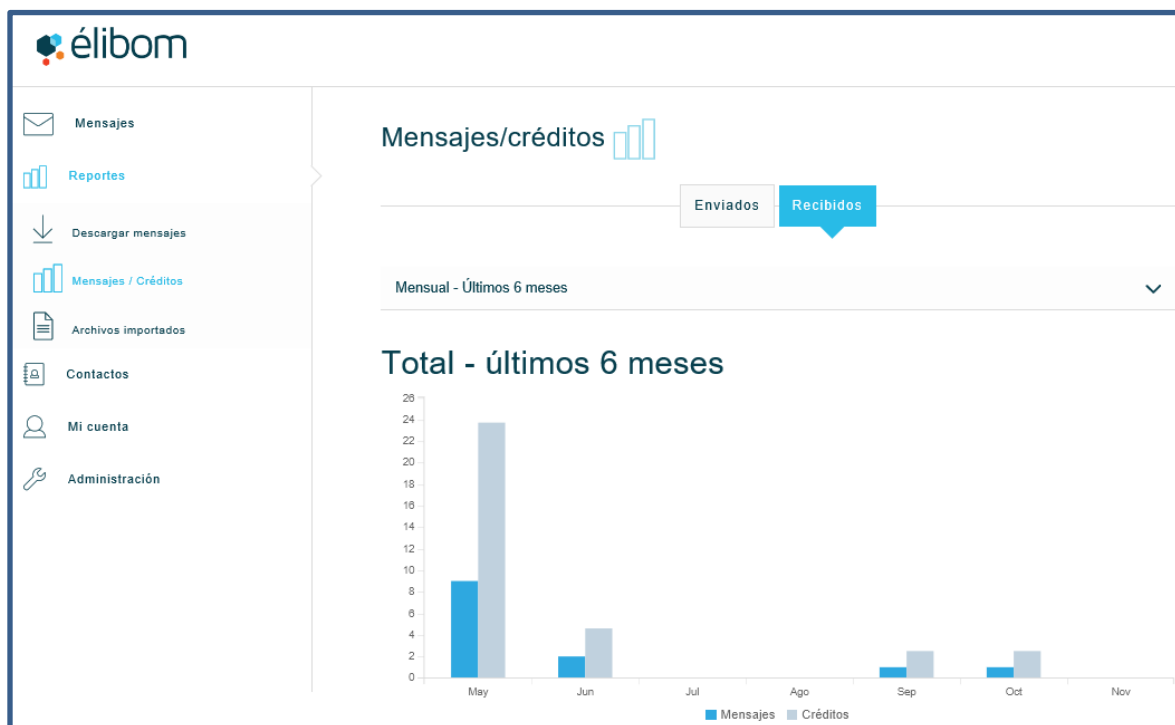 élibom
Mensajes
Reportes
Descargar mensajes
Mensajes / Créditos
Archivos importados
Contactos
Mi cuenta
Administración
Mensajes/créditos
Enviados
Recibidos
Mensual - Últimos 6 meses
Total - últimos 6 meses
26
24
22
20
18
16
14
12
10
8
6
4
2
0
May Jun Jul Ago Sep Oct Nov
Mensajes Créditos